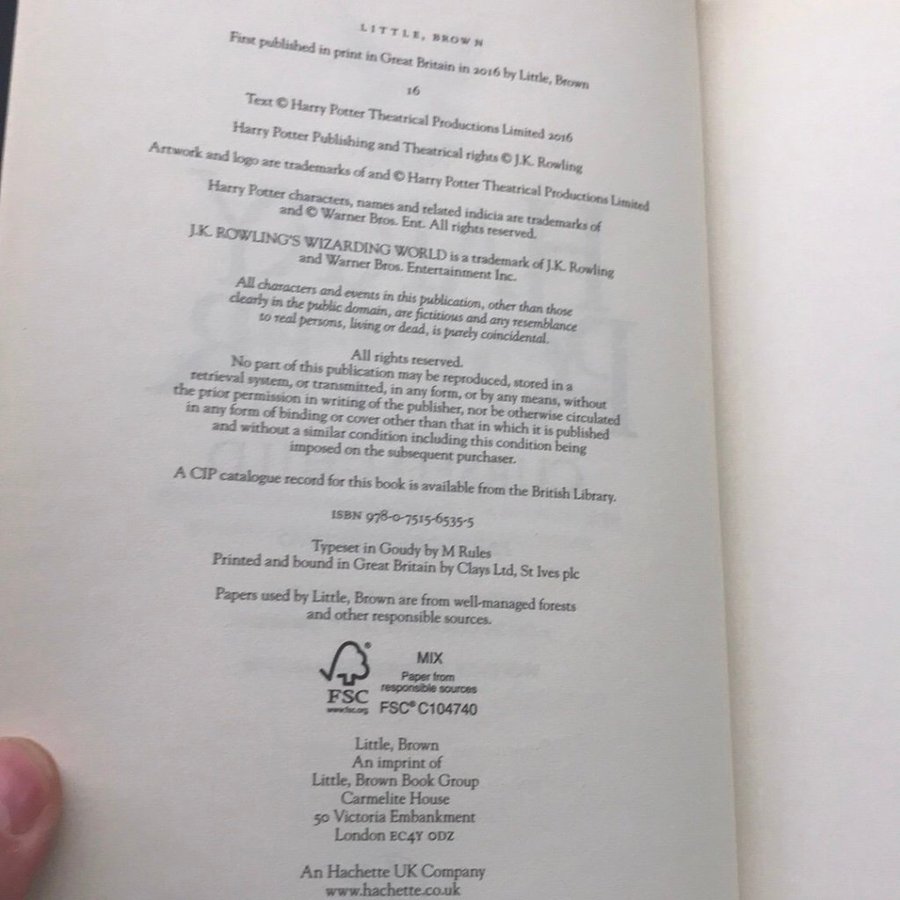 LITTLE, BROWN
First published in print in Great Britain in 2016 by Little, Brown
16
Text © Harry Potter Theatrical Productions Limited 2016
Harry Potter Publishing and Theatrical rights © J.K. Rowling
Artwork and logo are trademarks of and © Harry Potter Theatrical Productions Limited
Harry Potter characters, names and related indicia are trademarks of
and © Warner Bros. Ent. All rights reserved.
J.K. ROWLING'S WIZARDING WORLD is a trademark of J.K. Rowling
and Warner Bros. Entertainment Inc.
All characters and events in this publication, other than those
clearly in the public domain, are fictitious and any resemblance
to real persons, living or dead, is purely coincidental.
All rights reserved.
No part of this publication may be reproduced, stored in a
retrieval system, or transmitted, in any form, or by any means, without
the prior permission in writing of the publisher, nor be otherwise circulated
in any form of binding or cover other than that in which it is published
and without a similar condition including this condition being
imposed on the subsequent purchaser.
A CIP catalogue record for this book is available from the British Library.
ISBN 978-0-7515-6535-5
Typeset in Goudy by M Rules
Printed and bound in Great Britain by Clays Ltd, St Ives plc
Papers used by Little, Brown are from well-managed forests
and other responsible sources.
MIX
Paper from
responsible sources
FSC® C104740
FSC
www.fsc.org
Little, Brown
An imprint of
Little, Brown Book Group
Carmelite House
50 Victoria Embankment
London EC4Y 0DZ
An Hachette UK Company
www.hachette.co.uk